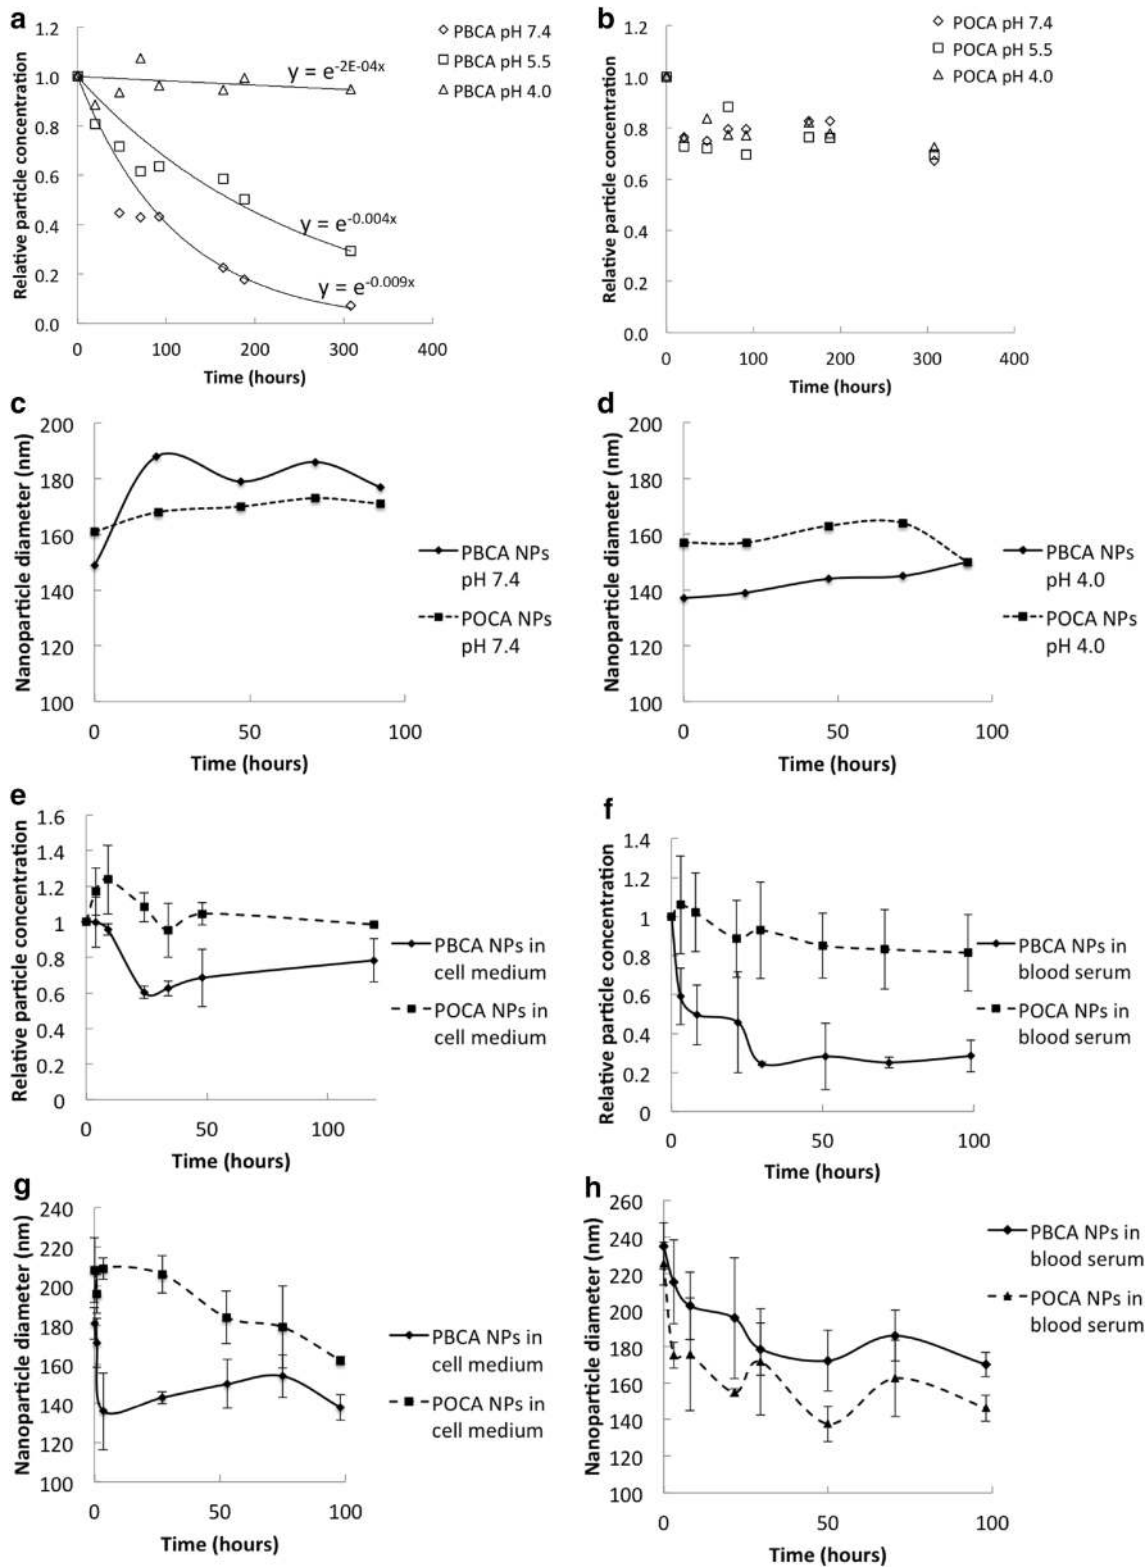 a
1.2
1.0
0.8
0.6
0.4
0.2
0.0
Relative particle concentration
0 100 200 300 400
Time (hours)
y = e^-2E-04x
y = e^-0.004x
y = e^-0.009x
PBCA pH 7.4
PBCA pH 5.5
PBCA pH 4.0
b
1.2
1.0
0.8
0.6
0.4
0.2
0.0
Relative particle concentration
0 100 200 300 400
Time (hours)
POCA pH 7.4
POCA pH 5.5
POCA pH 4.0
c
200
180
160
140
120
100
Nanoparticle diameter (nm)
0 50 100
Time (hours)
PBCA NPs
pH 7.4
POCA NPs
pH 7.4
d
200
180
160
140
120
100
Nanoparticle diameter (nm)
0 50 100
Time (hours)
PBCA NPs
pH 4.0
POCA NPs
pH 4.0
e
1.6
1.4
1.2
1
0.8
0.6
0.4
0.2
0
Relative particle concentration
0 50 100
Time (hours)
PBCA NPs in
cell medium
POCA NPs in
cell medium
f
1.4
1.2
1
0.8
0.6
0.4
0.2
0
Relative particle concentration
0 50 100
Time (hours)
PBCA NPs in
blood serum
POCA NPs in
blood serum
g
240
220
200
180
160
140
120
100
Nanoparticle diameter (nm)
0 50 100
Time (hours)
PBCA NPs in
cell medium
POCA NPs in
cell medium
h
260
240
220
200
180
160
140
120
100
Nanoparticle diameter (nm)
0 50 100
Time (hours)
PBCA NPs in
blood serum
POCA NPs in
blood serum